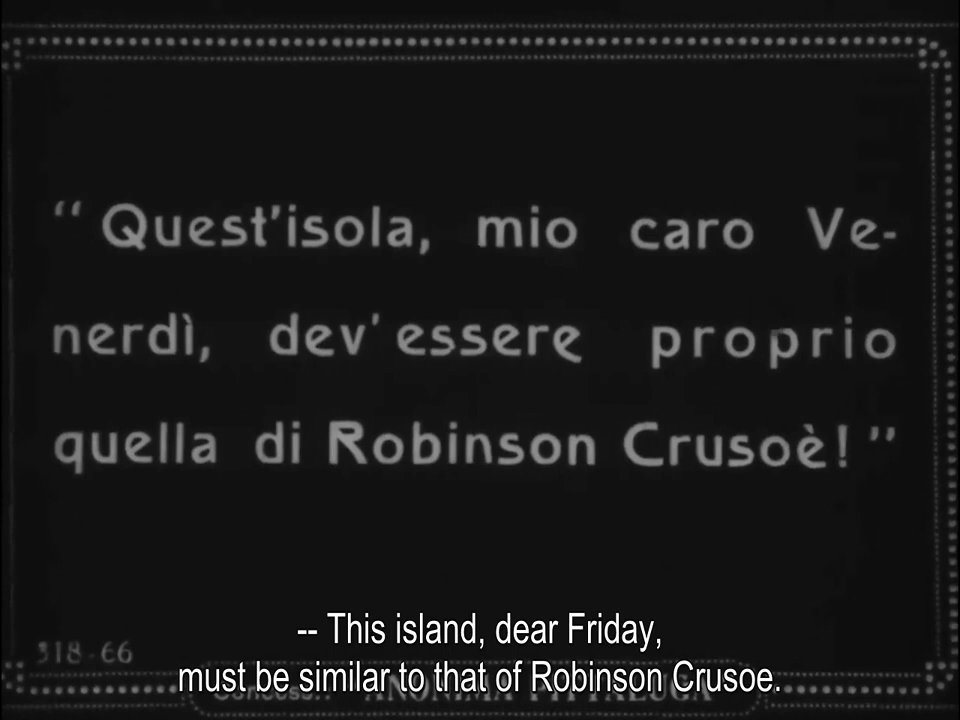 “ Quest'isola, mio caro Ve-
nerdì, dev'essere proprio
quella di Robinson Crusoè! ”
318-66
-- This island, dear Friday,
must be similar to that of Robinson Crusoe.